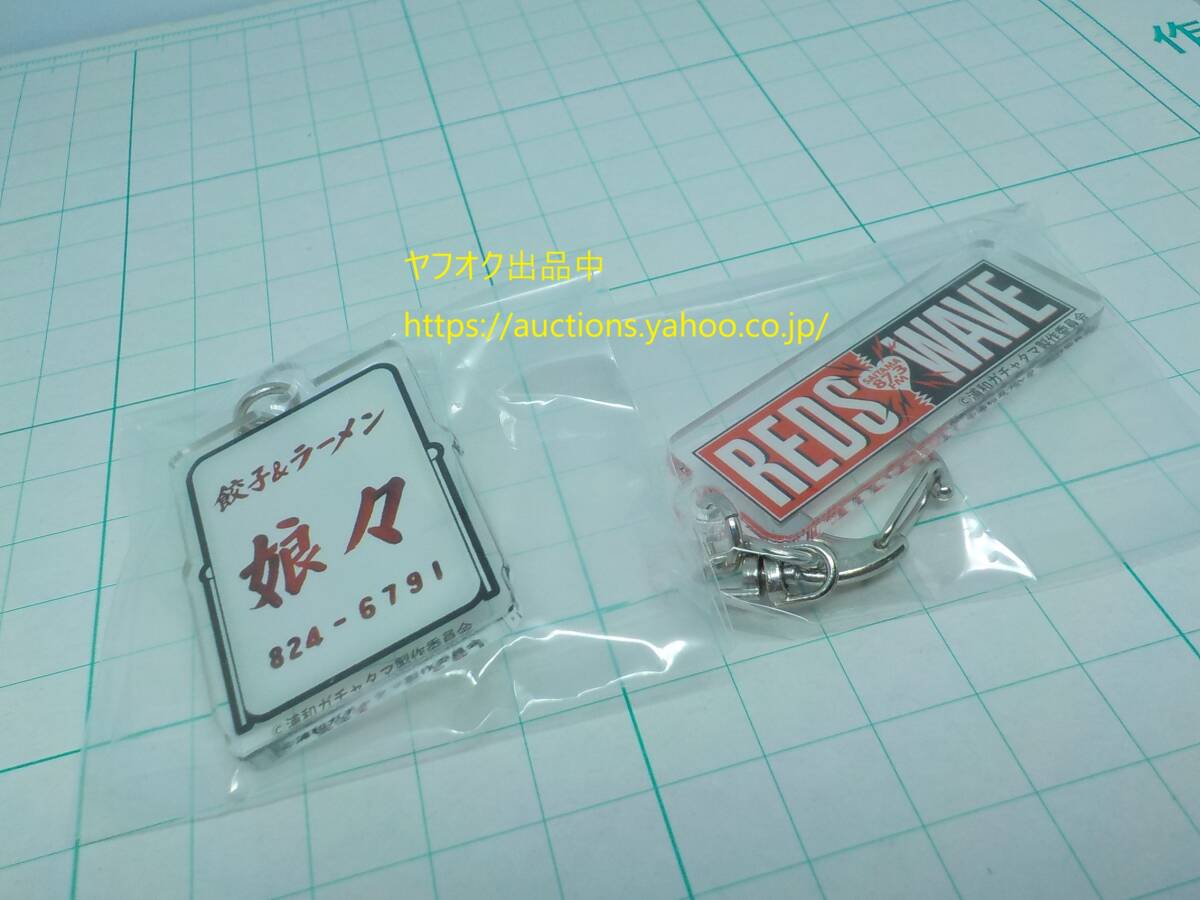 作
ヤフオク出品中
https://auctions.yahoo.co.jp/
餃子&ラーメン
娘々
824-6791
©浦和ガチャタマ製作委員会
REDS WAVE
SAITAMA
87.3
FM
©浦和ガチャタマ製作委員会